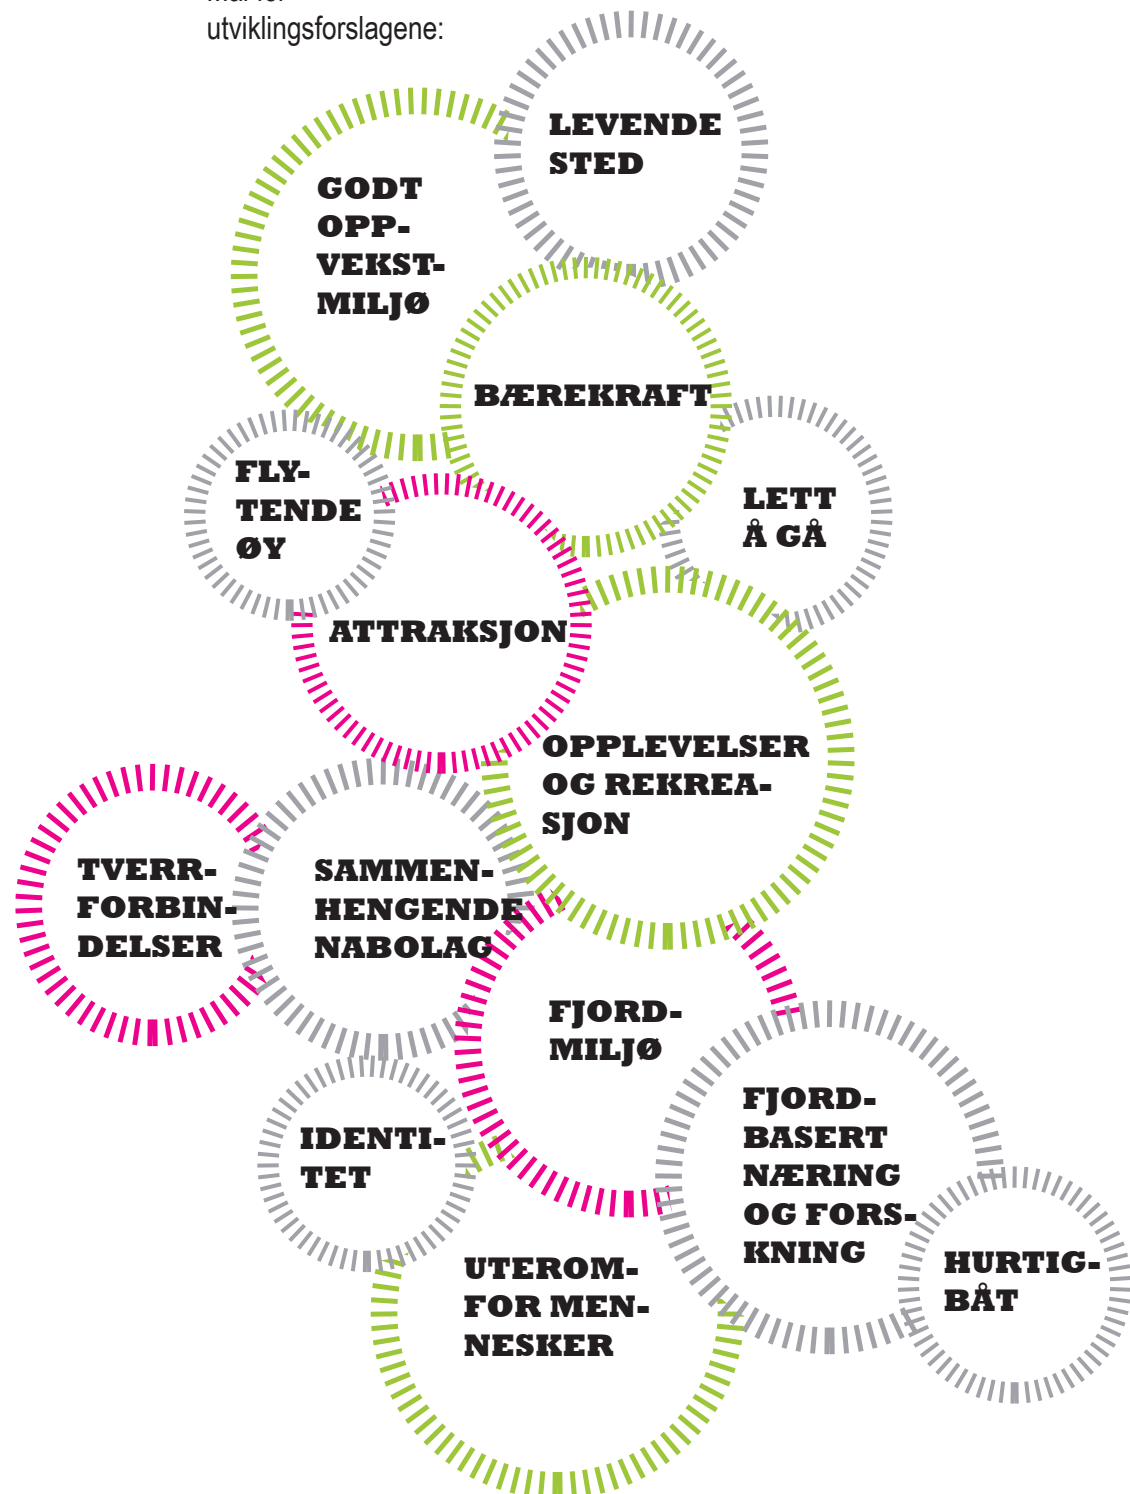 utviklingsforslagene:
LEVENDE
STED
GODT
OPP-
VEKST-
MILJØ
BÆREKRAFT
FLY-
TENDE
ØY
LETT
Å GÅ
ATTRAKSJON
OPPLEVELSER
OG REKREA-
SJON
TVERR-
FORBIN-
DELSER
SAMMEN-
HENGENDE
NABOLAG
FJORD-
MILJØ
FJORD-
BASERT
NÆRING
OG FORS-
KNING
IDENTI-
TET
HURTIG-
BÅT
UTEROM-
FOR MEN-
NESKER